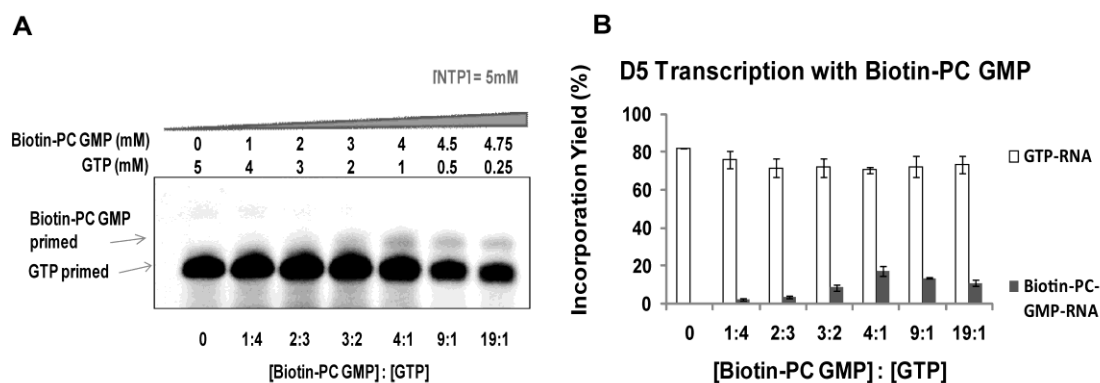 A
[NTP] = 5mM
Biotin-PC GMP (mM) 0 1 2 3 4 4.5 4.75
GTP (mM) 5 4 3 2 1 0.5 0.25
Biotin-PC GMP
primed
GTP primed
0 1:4 2:3 3:2 4:1 9:1 19:1
[Biotin-PC GMP] : [GTP]
B
D5 Transcription with Biotin-PC GMP
Incorporation Yield (%)
100
80
60
40
20
0
0 1:4 2:3 3:2 4:1 9:1 19:1
[Biotin-PC GMP] : [GTP]
GTP-RNA
Biotin-PC-
GMP-RNA